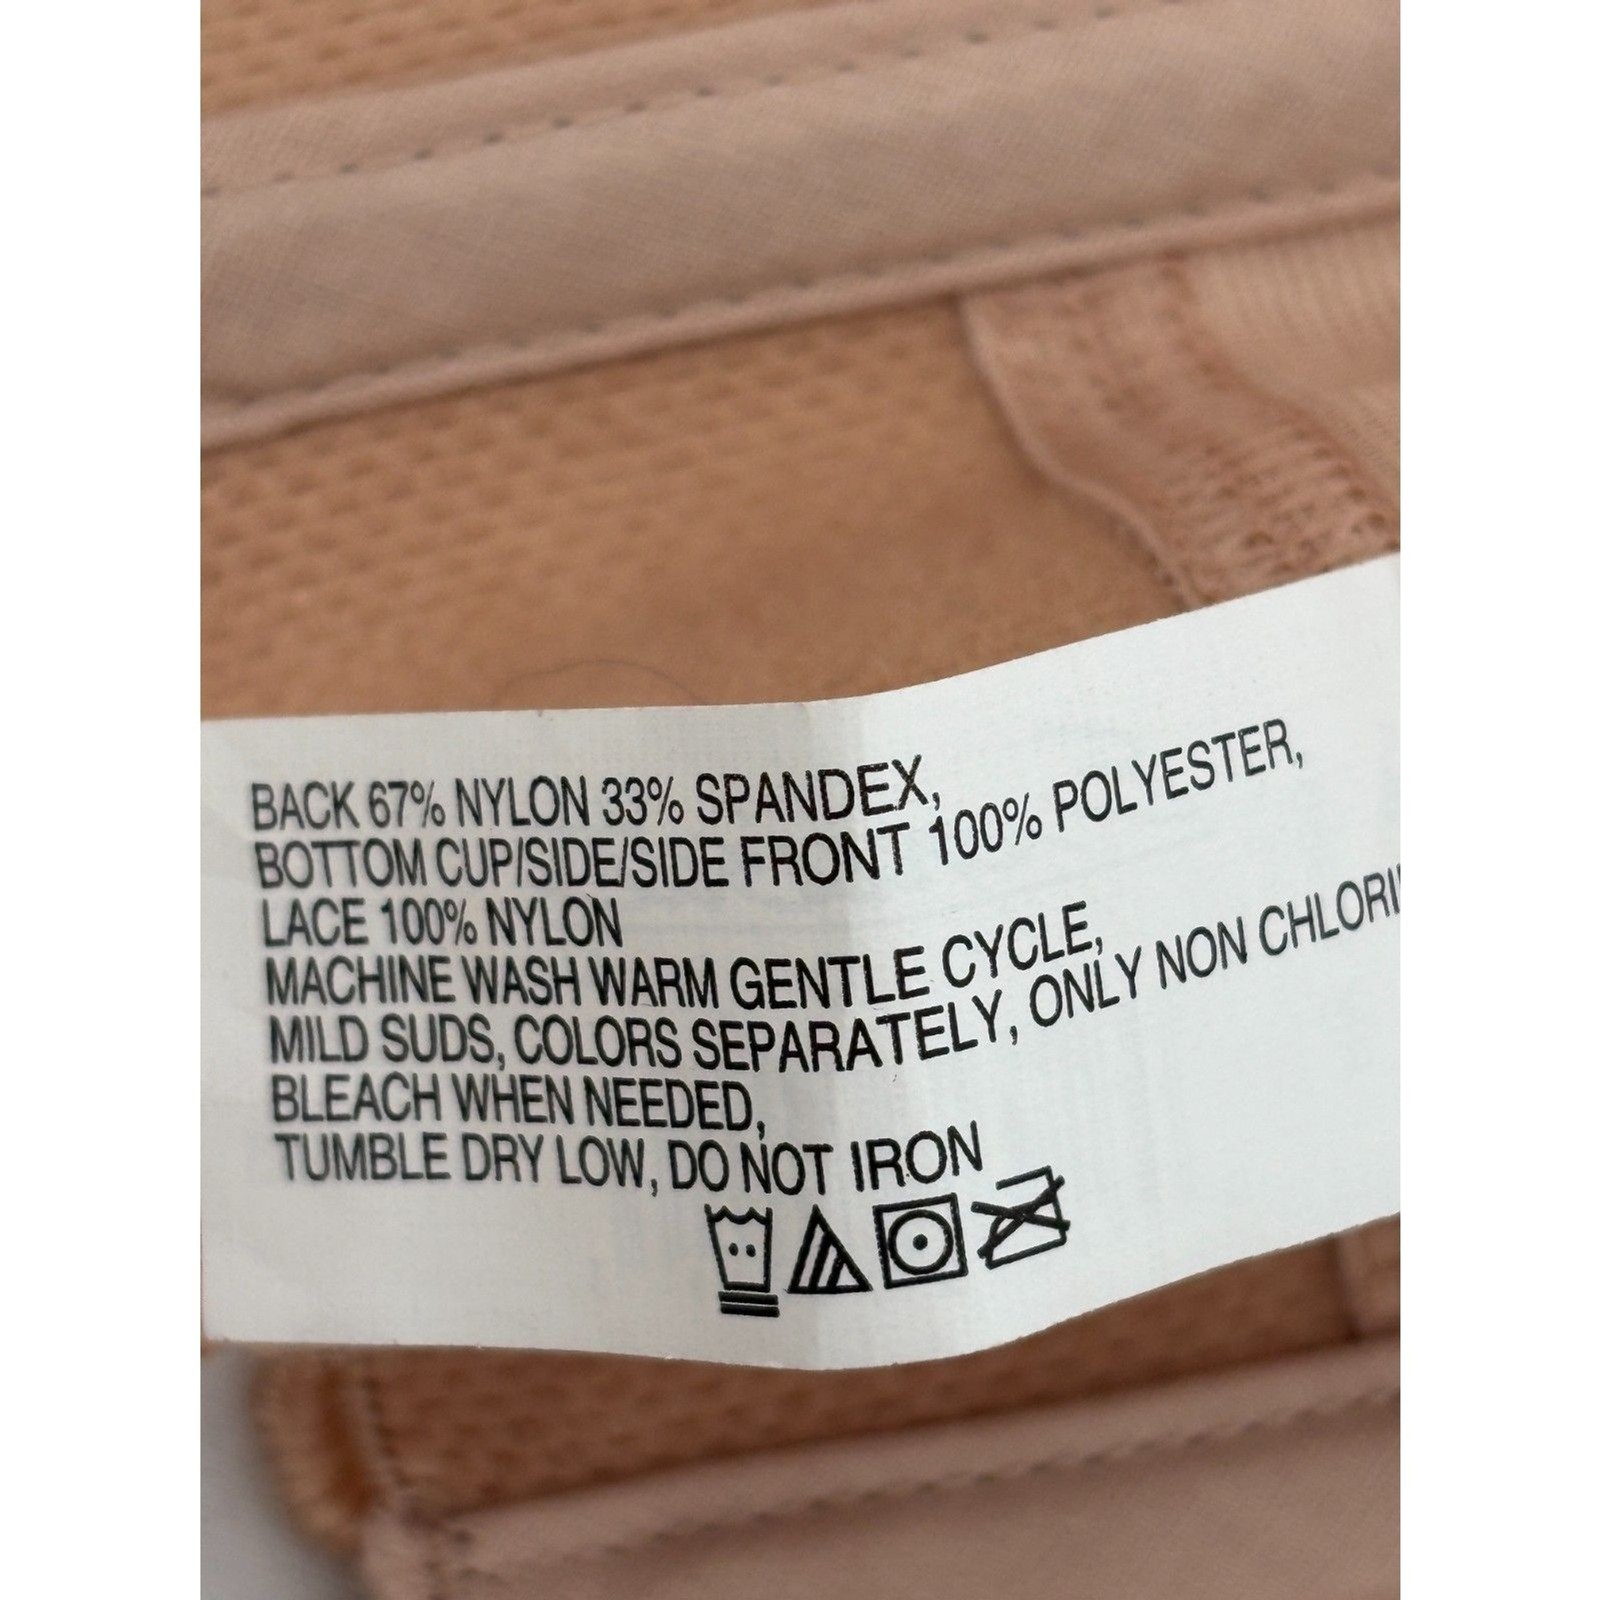 BACK 67% NYLON 33% SPANDEX,
BOTTOM CUP/SIDE/SIDE FRONT 100% POLYESTER,
LACE 100% NYLON
MACHINE WASH WARM GENTLE CYCLE,
MILD SUDS, COLORS SEPARATELY, ONLY NON CHLORI
BLEACH WHEN NEEDED,
TUMBLE DRY LOW, DO NOT IRON